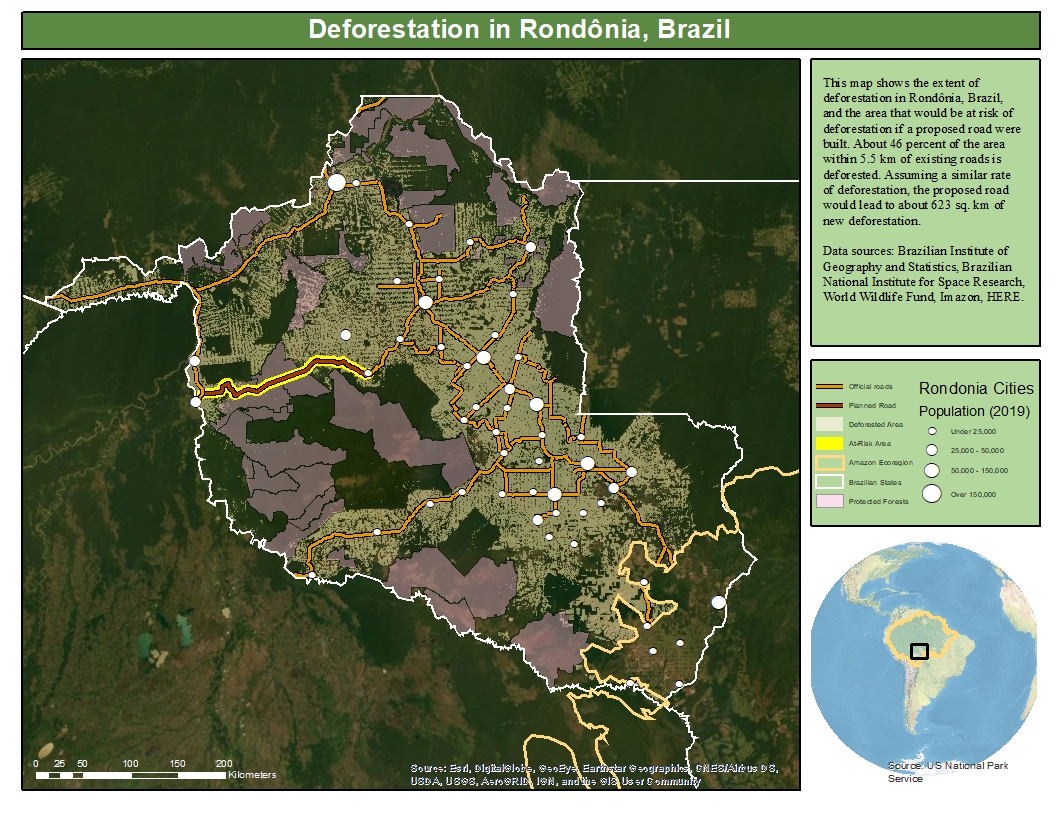 Deforestation in Rondônia, Brazil
This map shows the extent of
deforestation in Rondônia, Brazil,
and the area that would be at risk of
deforestation if a proposed road were
built. About 46 percent of the area
within 5.5 km of existing roads is
deforested. Assuming a similar rate
of deforestation, the proposed road
would lead to about 623 sq. km of
new deforestation.
Data sources: Brazilian Institute of
Geography and Statistics, Brazilian
National Institute for Space Research,
World Wildlife Fund, Imazon, HERE.
Official roads
Planned Road
Deforested Area
At-Risk Area
Amazon Ecoregion
Brazilian States
Protected Forests
Rondonia Cities
Population (2019)
Under 25,000
25,000 - 50,000
50,000 - 150,000
Over 150,000
0 25 50 100 150 200
Kilometers
Source: Esri, DigitalGlobe, GeoEye, Earthstar Geographics, CNES/Airbus DS,
USDA, USGS, AeroGRID, IGN, and the GIS User Community
Source: US National Park
Service